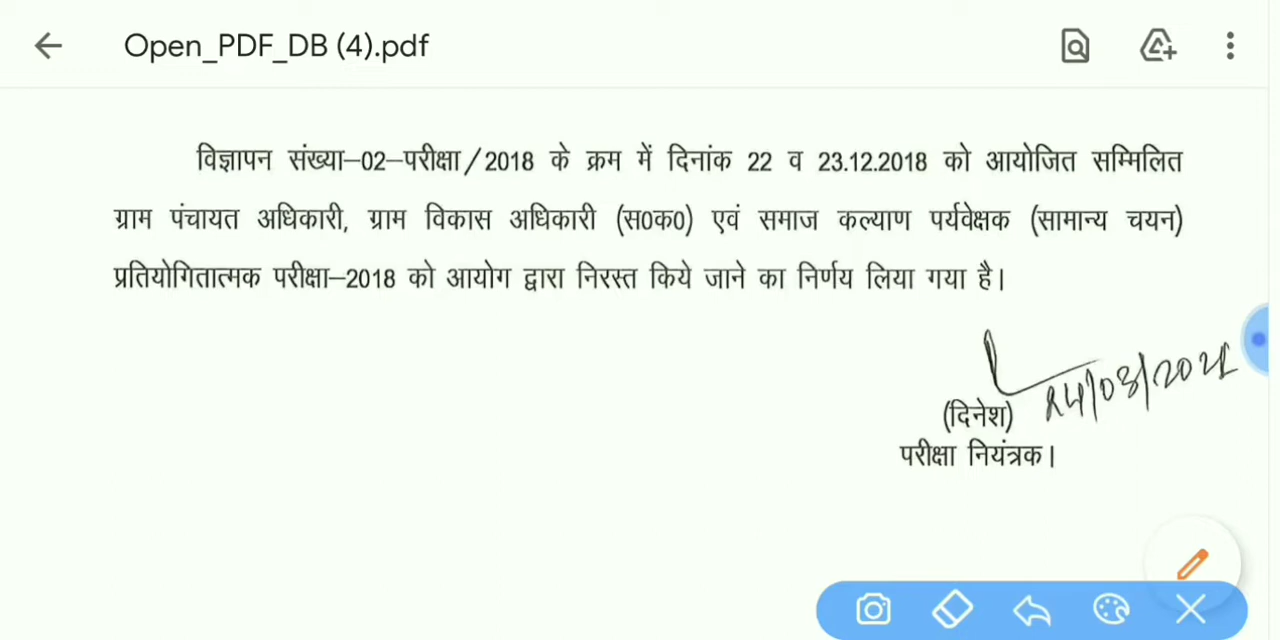 Open_PDF_DB (4).pdf
विज्ञापन संख्या–02–परीक्षा/2018 के क्रम में दिनांक 22 व 23.12.2018 को आयोजित सम्मिलित
ग्राम पंचायत अधिकारी, ग्राम विकास अधिकारी (स0क0) एवं समाज कल्याण पर्यवेक्षक (सामान्य चयन)
प्रतियोगितात्मक परीक्षा–2018 को आयोग द्वारा निरस्त किये जाने का निर्णय लिया गया है।
24/03/2021
(दिनेश)
परीक्षा नियंत्रक।